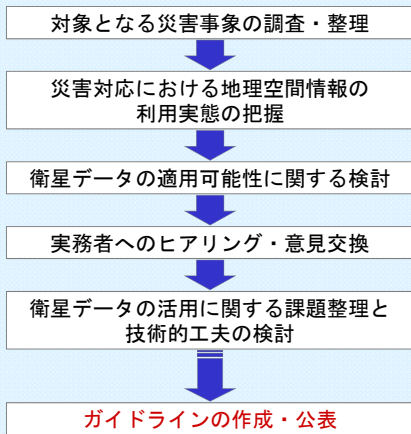 対象となる災害事象の調査・整理
災害対応における地理空間情報の
利用実態の把握
衛星データの適用可能性に関する検討
実務者へのヒアリング・意見交換
衛星データの活用に関する課題整理と
技術的工夫の検討
ガイドラインの作成・公表